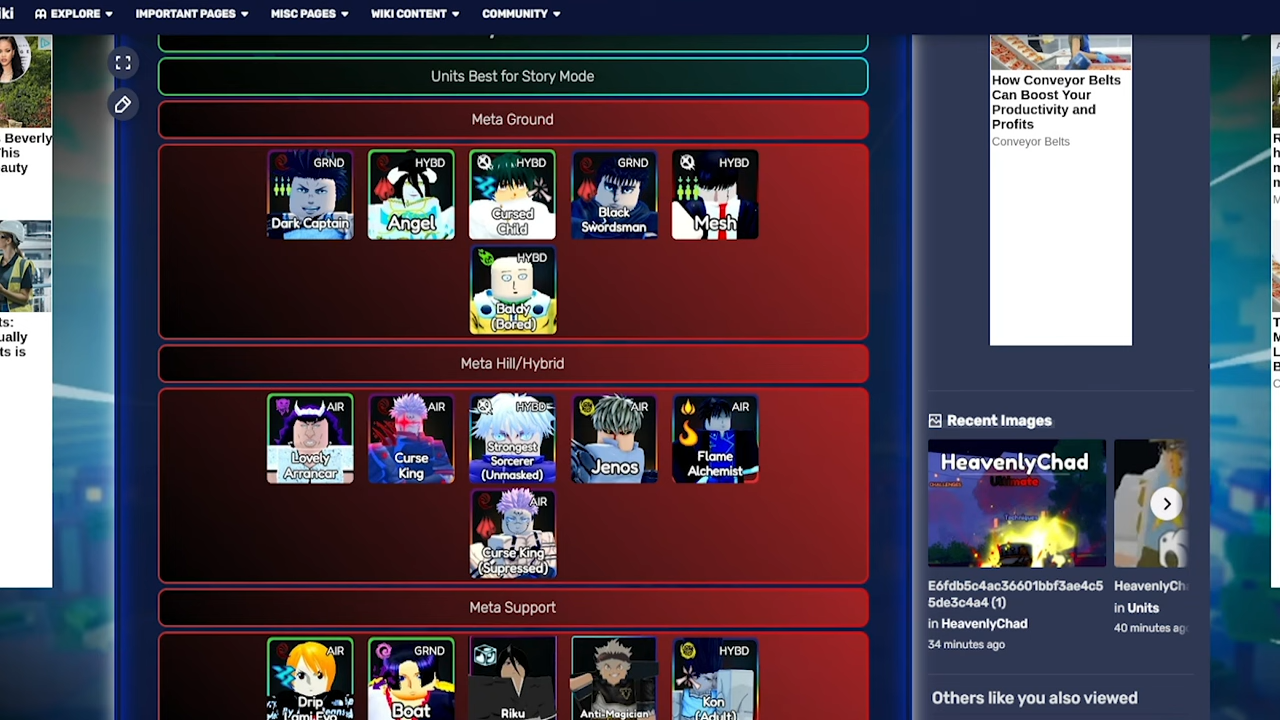 iki EXPLORE IMPORTANT PAGES MISC PAGES WIKI CONTENT COMMUNITY
Units Best for Story Mode
Meta Ground
GRND
Dark Captain
HYBD
Angel
HYBD
Cursed
Child
GRND
Black
Swordsman
HYBD
Mesh
HYBD
Baldy
(Bored)
Meta Hill/Hybrid
AIR
Lovely
Arrancar
AIR
Curse
King
HYBD
Strongest
Sorcerer
(Unmasked)
AIR
Jenos
AIR
Flame
Alchemist
AIR
Curse King
(Supressed)
Meta Support
AIR
Drip
GRND
Boat
Riku
Anti-Magician
HYBD
Kon
(Adult)
Beverly
This
auty
ts:
ually
ts is
How Conveyor Belts
Can Boost Your
Productivity and
Profits
Conveyor Belts
Recent Images
HeavenlyChad
CHALLENGES
Ultimate
E6fdb5c4ac36601bbf3ae4c5
5de3c4a4 (1)
in HeavenlyChad
34 minutes ago
HeavenlyCh
in Units
40 minutes ag
Others like you also viewed